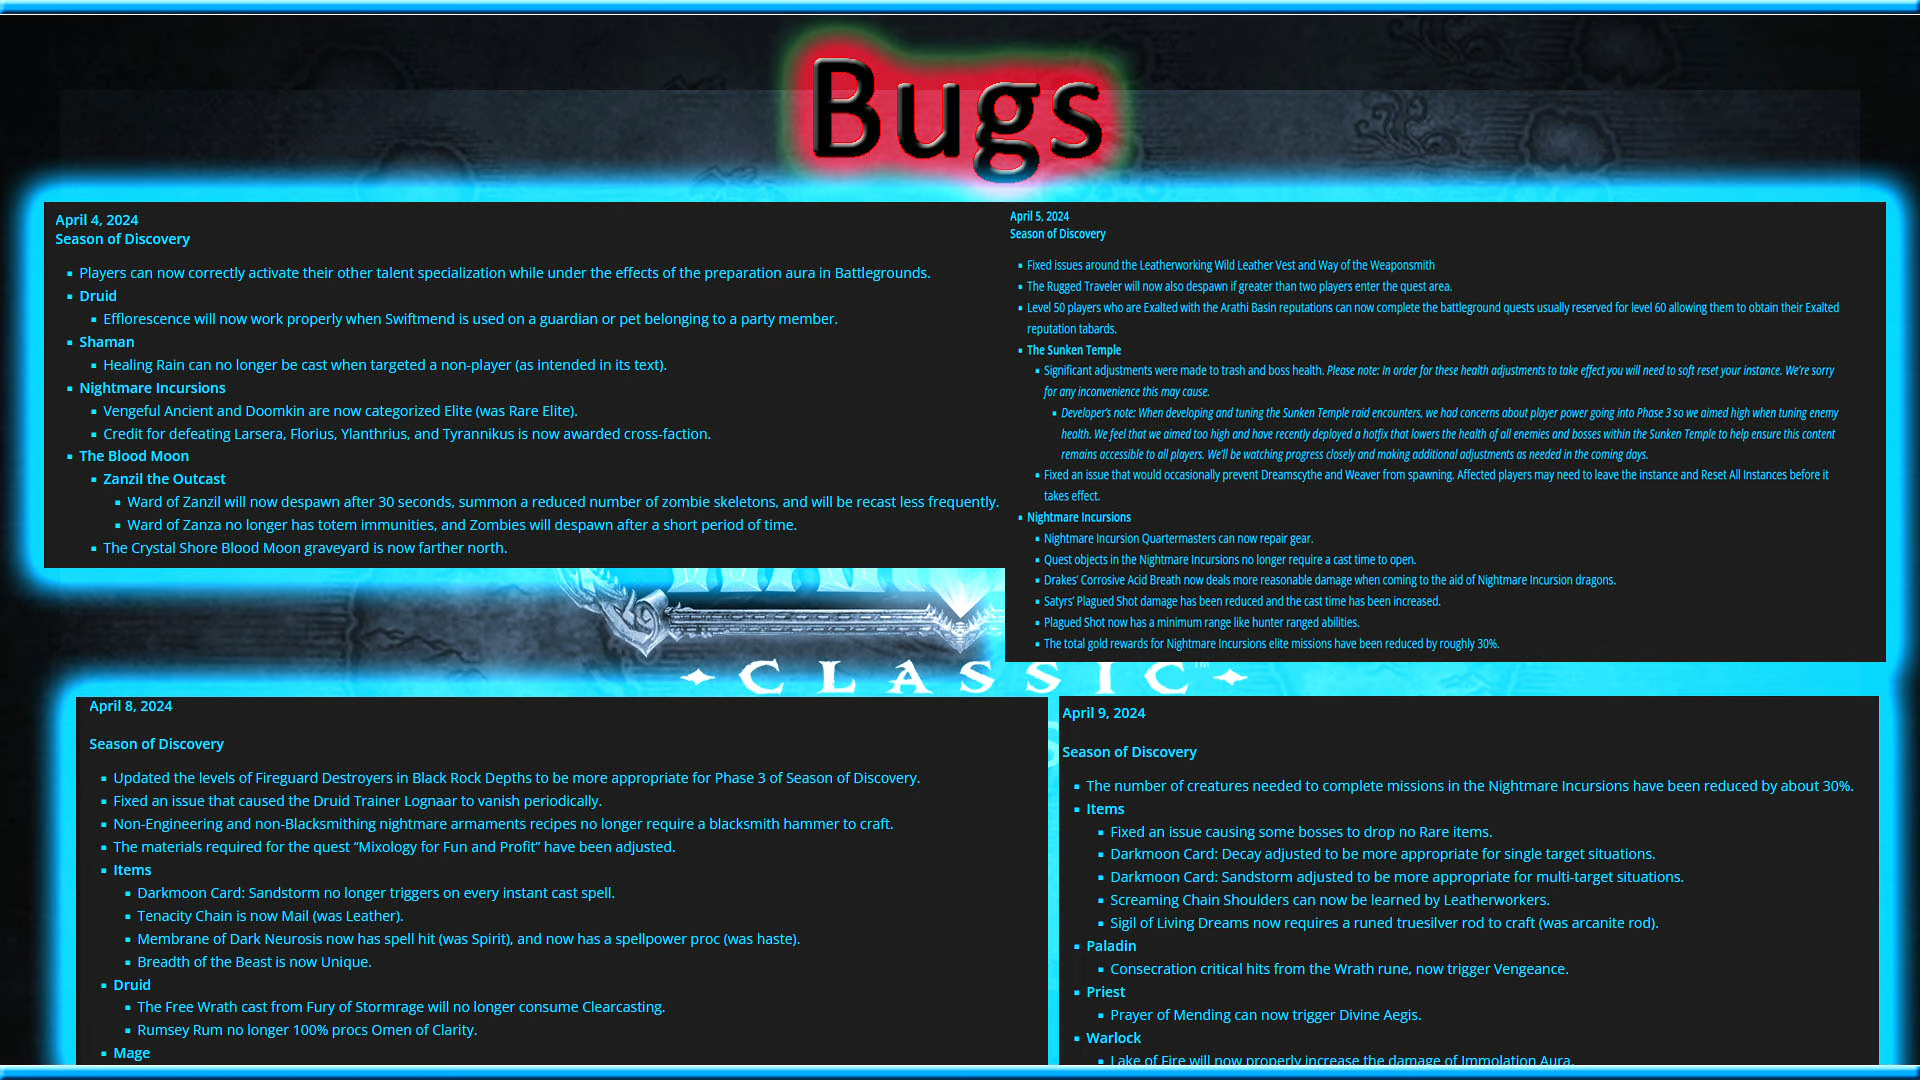 Bugs
April 4, 2024
Season of Discovery
Players can now correctly activate their other talent specialization while under the effects of the preparation aura in Battlegrounds.
Druid
Efflorescence will now work properly when Swiftmend is used on a guardian or pet belonging to a party member.
Shaman
Healing Rain can no longer be cast when targeted a non-player (as intended in its text).
Nightmare Incursions
Vengeful Ancient and Doomkin are now categorized Elite (was Rare Elite).
Credit for defeating Larsera, Florius, Ylanthrius, and Tyrannikus is now awarded cross-faction.
The Blood Moon
Zanzil the Outcast
Ward of Zanzil will now despawn after 30 seconds, summon a reduced number of zombie skeletons, and will be recast less frequently.
Ward of Zanza no longer has totem immunities, and Zombies will despawn after a short period of time.
The Crystal Shore Blood Moon graveyard is now farther north.
April 5, 2024
Season of Discovery
Fixed issues around the Leatherworking Wild Leather Vest and Way of the Weaponsmith
The Rugged Traveler will now also despawn if greater than two players enter the quest area.
Level 50 players who are Exalted with the Arathi Basin reputations can now complete the battleground quests usually reserved for level 60 allowing them to obtain their Exalted
reputation tabards.
The Sunken Temple
Significant adjustments were made to trash and boss health. Please note: In order for these health adjustments to take effect you will need to soft reset your instance. We're sorry
for any inconvenience this may cause.
Developer's note: When developing and tuning the Sunken Temple raid encounters, we had concerns about player power going into Phase 3 so we aimed high when tuning enemy
health. We feel that we aimed too high and have recently deployed a hotfix that lowers the health of all enemies and bosses within the Sunken Temple to help ensure this content
remains accessible to all players. We'll be watching progress closely and making additional adjustments as needed in the coming days.
Fixed an issue that would occasionally prevent Dreamscythe and Weaver from spawning. Affected players may need to leave the instance and Reset All Instances before it
takes effect.
Nightmare Incursions
Nightmare Incursion Quartermasters can now repair gear.
Quest objects in the Nightmare Incursions no longer require a cast time to open.
Drakes' Corrosive Acid Breath now deals more reasonable damage when coming to the aid of Nightmare Incursion dragons.
Satyrs' Plagued Shot damage has been reduced and the cast time has been increased.
Plagued Shot now has a minimum range like hunter ranged abilities.
The total gold rewards for Nightmare Incursions elite missions have been reduced by roughly 30%.
CLASSIC™
April 8, 2024
Season of Discovery
Updated the levels of Fireguard Destroyers in Black Rock Depths to be more appropriate for Phase 3 of Season of Discovery.
Fixed an issue that caused the Druid Trainer Lognaar to vanish periodically.
Non-Engineering and non-Blacksmithing nightmare armaments recipes no longer require a blacksmith hammer to craft.
The materials required for the quest “Mixology for Fun and Profit” have been adjusted.
Items
Darkmoon Card: Sandstorm no longer triggers on every instant cast spell.
Tenacity Chain is now Mail (was Leather).
Membrane of Dark Neurosis now has spell hit (was Spirit), and now has a spellpower proc (was haste).
Breadth of the Beast is now Unique.
Druid
The Free Wrath cast from Fury of Stormrage will no longer consume Clearcasting.
Rumsey Rum no longer 100% procs Omen of Clarity.
Mage
April 9, 2024
Season of Discovery
The number of creatures needed to complete missions in the Nightmare Incursions have been reduced by about 30%.
Items
Fixed an issue causing some bosses to drop no Rare items.
Darkmoon Card: Decay adjusted to be more appropriate for single target situations.
Darkmoon Card: Sandstorm adjusted to be more appropriate for multi-target situations.
Screaming Chain Shoulders can now be learned by Leatherworkers.
Sigil of Living Dreams now requires a runed truesilver rod to craft (was arcanite rod).
Paladin
Consecration critical hits from the Wrath rune, now trigger Vengeance.
Priest
Prayer of Mending can now trigger Divine Aegis.
Warlock
Lake of Fire will now properly increase the damage of Immolation Aura.